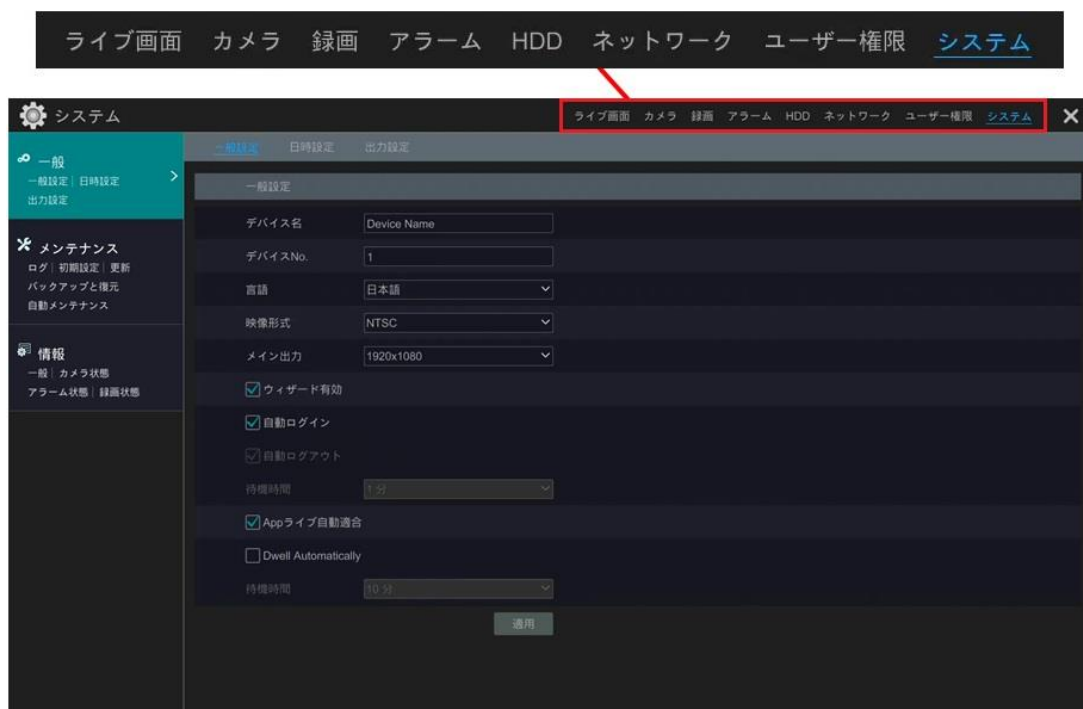 ライブ画面 カメラ 録画 アラーム HDD ネットワーク ユーザー権限 システム
システム ライブ画面 カメラ 録画 アラーム HDD ネットワーク ユーザー権限 システム
一般
一般設定 | 日時設定
出力設定
メンテナンス
ログ | 初期設定 | 更新
バックアップと復元
自動メンテナンス
情報
一般 | カメラ状態
アラーム状態 | 録画状態
一般設定 日時設定 出力設定
一般設定
デバイス名 Device Name
デバイスNo. 1
言語 日本語
映像形式 NTSC
メイン出力 1920x1080
ウィザード有効
自動ログイン
自動ログアウト
待機時間 1 分
Appライブ自動適合
Dwell Automatically
待機時間 10 分
適用